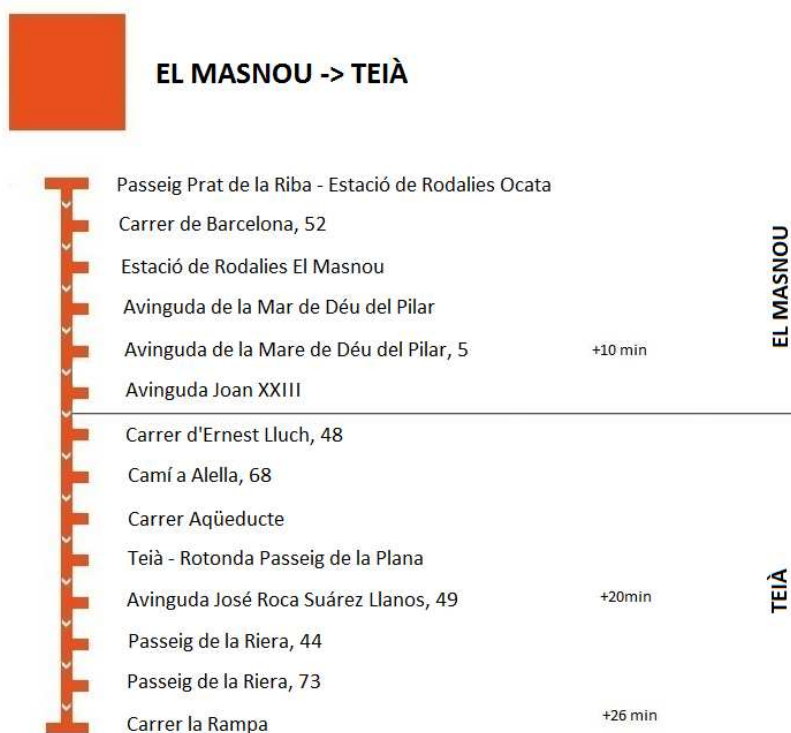 EL MASNOU -> TEIÀ
Passeig Prat de la Riba - Estació de Rodalies Ocata
Carrer de Barcelona, 52
Estació de Rodalies El Masnou
Avinguda de la Mar de Déu del Pilar
Avinguda de la Mare de Déu del Pilar, 5 +10 min
Avinguda Joan XXIII
EL MASNOU
Carrer d'Ernest Lluch, 48
Camí a Alella, 68
Carrer Aqüeducte
Teià - Rotonda Passeig de la Plana
Avinguda José Roca Suárez Llanos, 49 +20min
Passeig de la Riera, 44
Passeig de la Riera, 73
Carrer la Rampa +26 min
TEIÀ